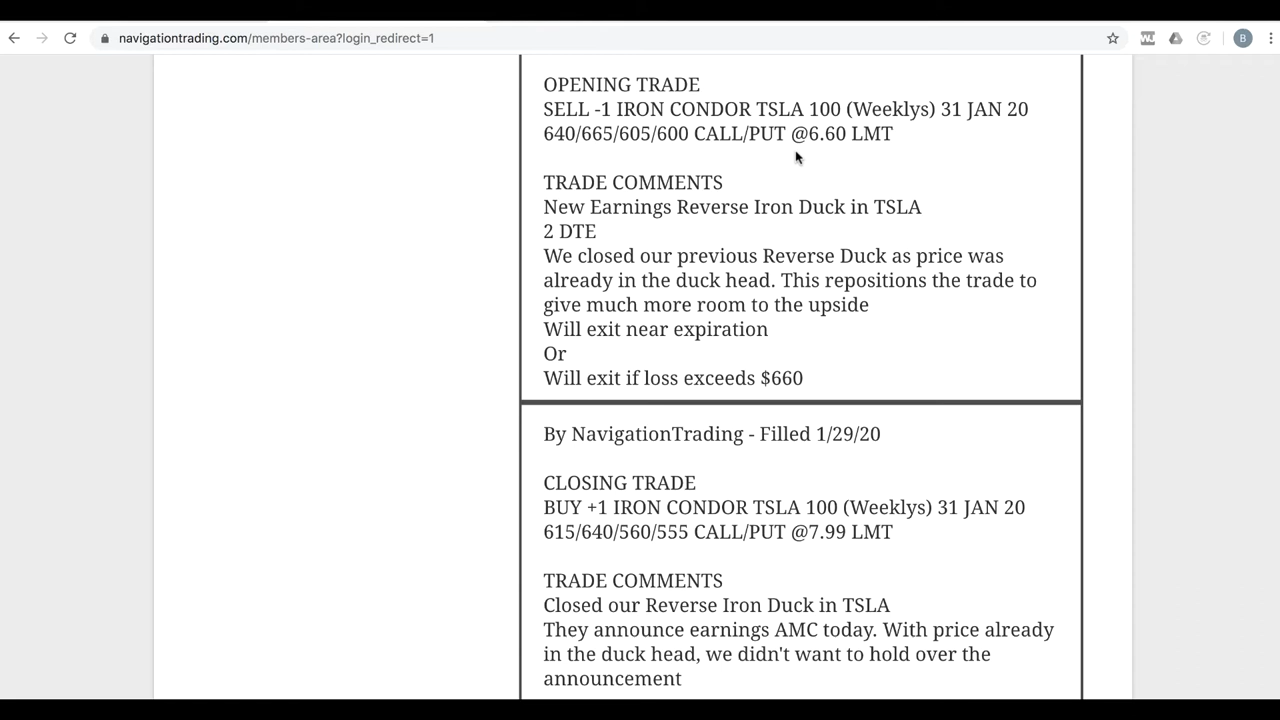 navigationtrading.com/members-area?login_redirect=1
B
OPENING TRADE
SELL -1 IRON CONDOR TSLA 100 (Weeklys) 31 JAN 20
640/665/605/600 CALL/PUT @6.60 LMT
TRADE COMMENTS
New Earnings Reverse Iron Duck in TSLA
2 DTE
We closed our previous Reverse Duck as price was
already in the duck head. This repositions the trade to
give much more room to the upside
Will exit near expiration
Or
Will exit if loss exceeds $660
By NavigationTrading - Filled 1/29/20
CLOSING TRADE
BUY +1 IRON CONDOR TSLA 100 (Weeklys) 31 JAN 20
615/640/560/555 CALL/PUT @7.99 LMT
TRADE COMMENTS
Closed our Reverse Iron Duck in TSLA
They announce earnings AMC today. With price already
in the duck head, we didn't want to hold over the
announcement